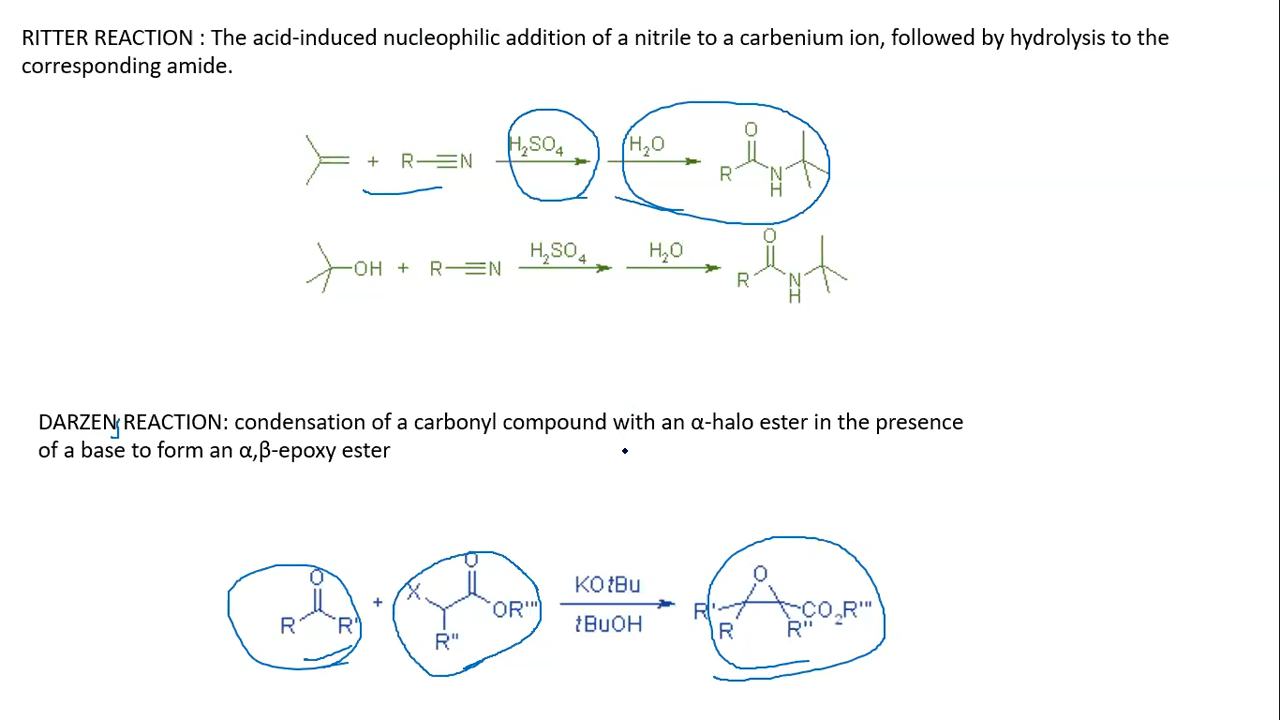 RITTER REACTION : The acid-induced nucleophilic addition of a nitrile to a carbenium ion, followed by hydrolysis to the
corresponding amide.
+ R N H₂SO₄ H₂O R O N H
OH + R N H₂SO₄ H₂O R O N H
DARZEN REACTION: condensation of a carbonyl compound with an α-halo ester in the presence
of a base to form an α,β-epoxy ester
R O R' + X O OR''' R'' KOtBu tBuOH R' R O R'' CO₂R'''